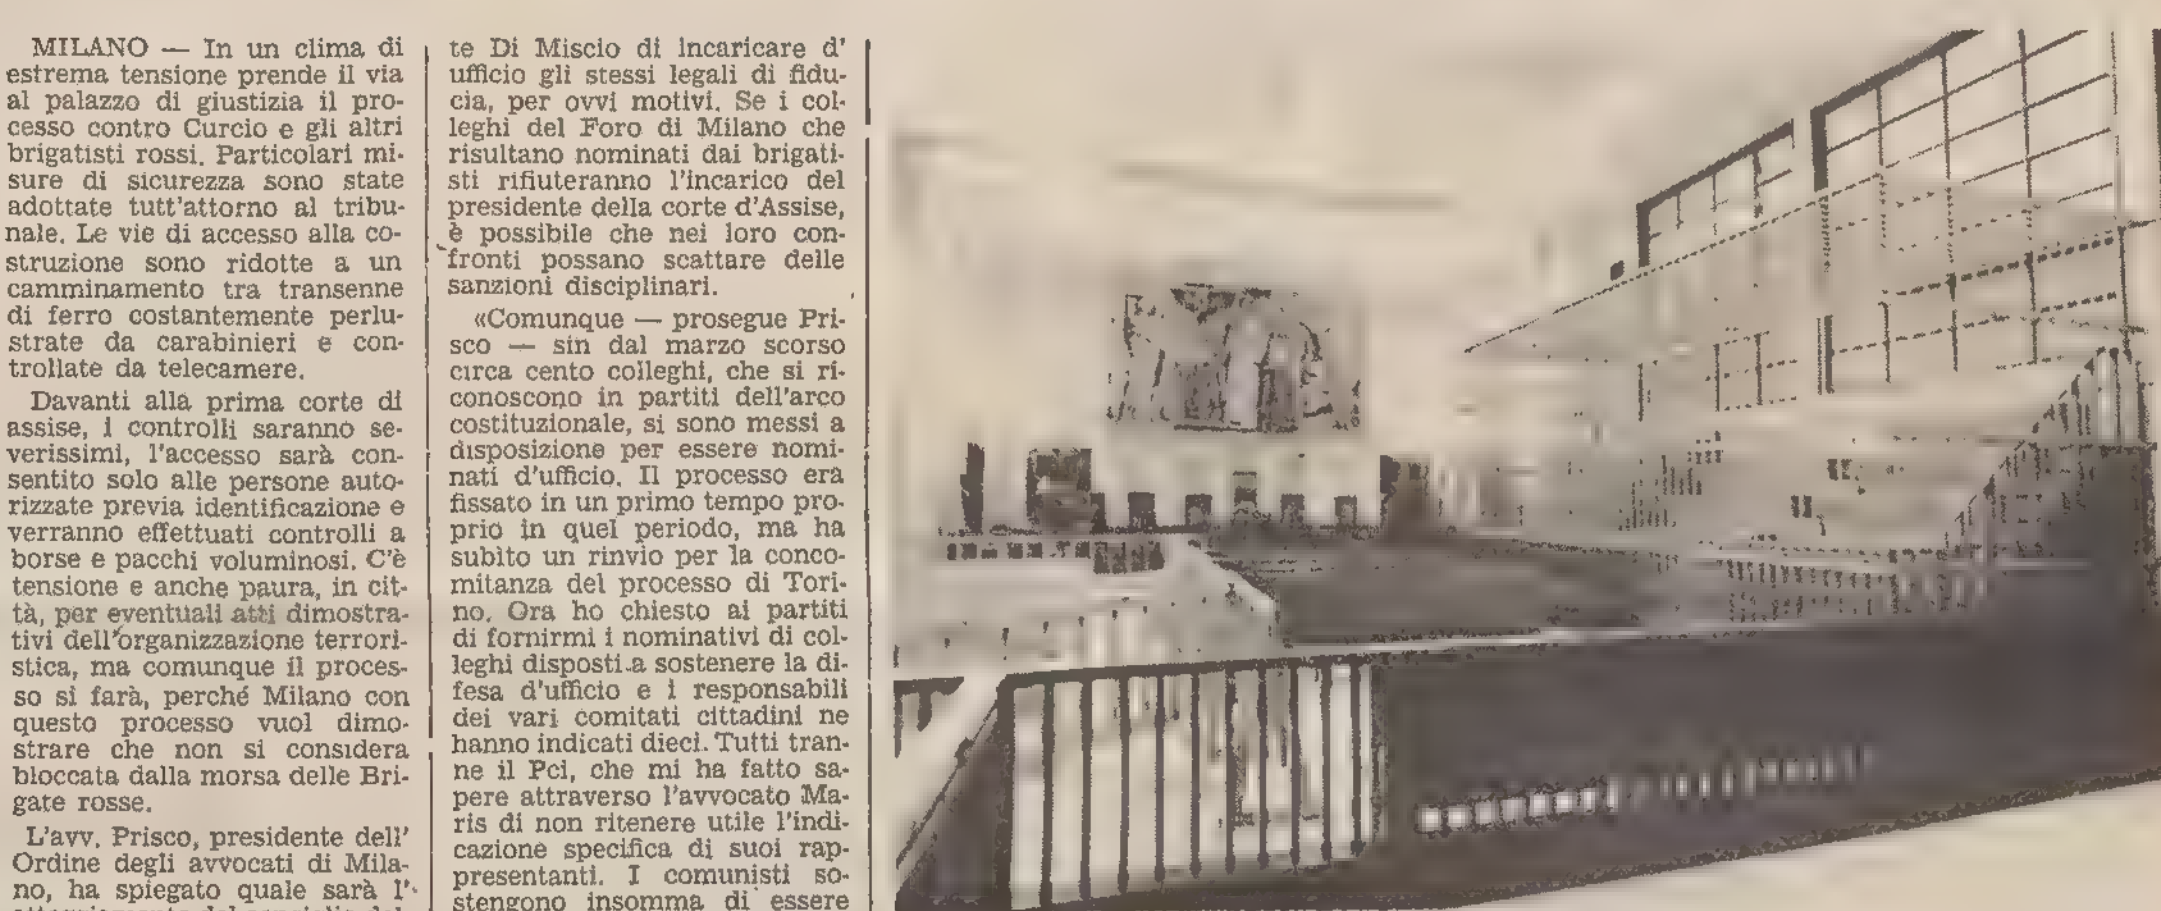 MILANO — In un clima di
estrema tensione prende il via
al palazzo di giustizia il pro-
cesso contro Curcio e gli altri
brigatisti rossi. Particolari mi-
sure di sicurezza sono state
adottate tutt'attorno al tribu-
nale. Le vie di accesso alla co-
struzione sono ridotte a un
camminamento tra transenne
di ferro costantemente perlu-
strate da carabinieri e con-
trollate da telecamere.
Davanti alla prima corte di
assise, i controlli saranno se-
verissimi, l'accesso sarà con-
sentito solo alle persone auto-
rizzate previa identificazione e
verranno effettuati controlli a
borse e pacchi voluminosi. C'è
tensione e anche paura, in cit-
tà, per eventuali atti dimostra-
tivi dell'organizzazione terrori-
stica, ma comunque il proces-
so si farà, perché Milano con
questo processo vuol dimo-
strare che non si considera
bloccata dalla morsa delle Bri-
gate rosse.
L'avv. Prisco, presidente dell'
Ordine degli avvocati di Mila-
no, ha spiegato quale sarà l'
te Di Miscio di incaricare d'
ufficio gli stessi legali di fidu-
cia, per ovvi motivi. Se i col-
leghi del Foro di Milano che
risultano nominati dai brigati-
sti rifiuteranno l'incarico del
presidente della corte d'Assise,
è possibile che nei loro con-
fronti possano scattare delle
sanzioni disciplinari.
«Comunque — prosegue Pri-
sco — sin dal marzo scorso
circa cento colleghi, che si ri-
conoscono in partiti dell'arco
costituzionale, si sono messi a
disposizione per essere nomi-
nati d'ufficio. Il processo era
fissato in un primo tempo pro-
prio in quel periodo, ma ha
subìto un rinvio per la conco-
mitanza del processo di Tori-
no. Ora ho chiesto ai partiti
di fornirmi i nominativi di col-
leghi disposti a sostenere la di-
fesa d'ufficio e i responsabili
dei vari comitati cittadini ne
hanno indicati dieci. Tutti tran-
ne il Pci, che mi ha fatto sa-
pere attraverso l'avvocato Ma-
ris di non ritenere utile l'indi-
cazione specifica di suoi rap-
presentanti. I comunisti so-
stengono insomma di essere